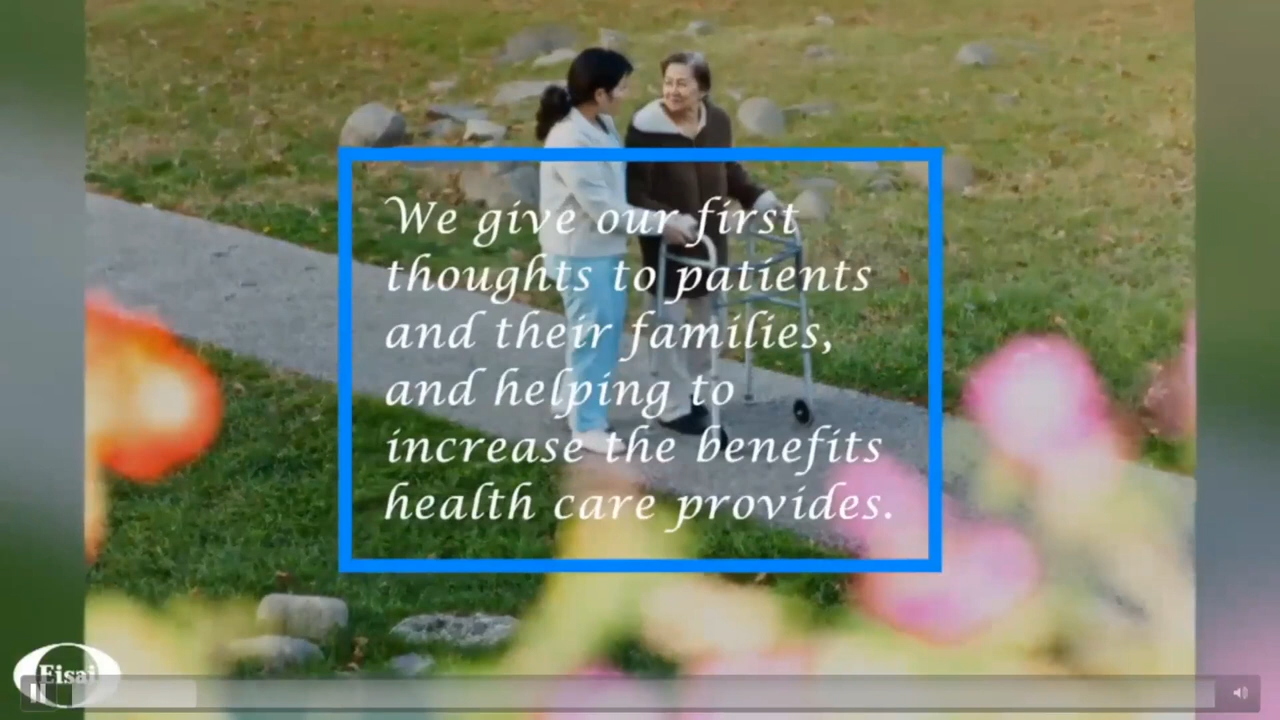 We give our first
thoughts to patients
and their families,
and helping to
increase the benefits
health care provides.
Eisai